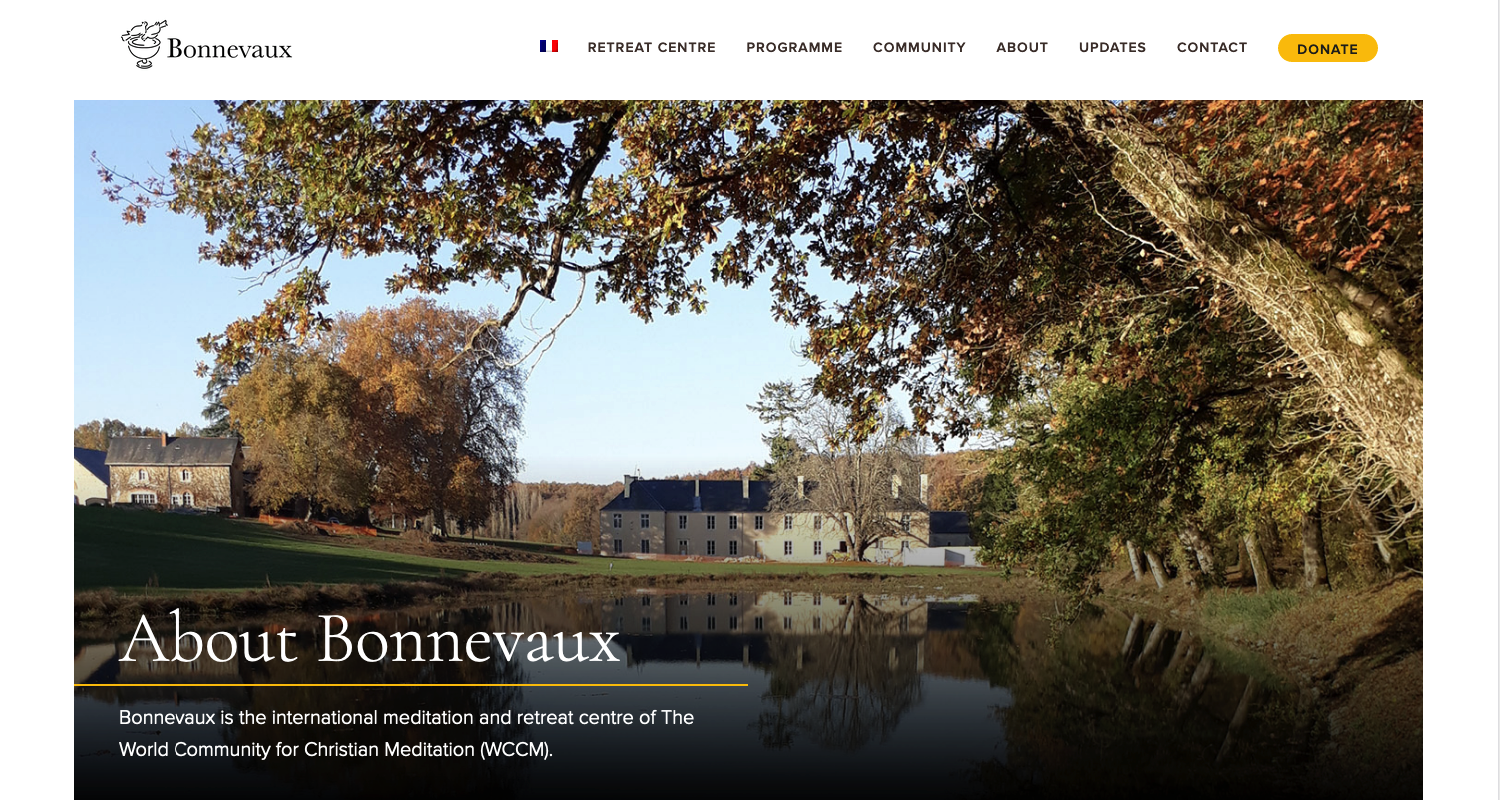 Bonnevaux
RETREAT CENTRE PROGRAMME COMMUNITY ABOUT UPDATES CONTACT DONATE
About Bonnevaux
Bonnevaux is the international meditation and retreat centre of The
World Community for Christian Meditation (WCCM).